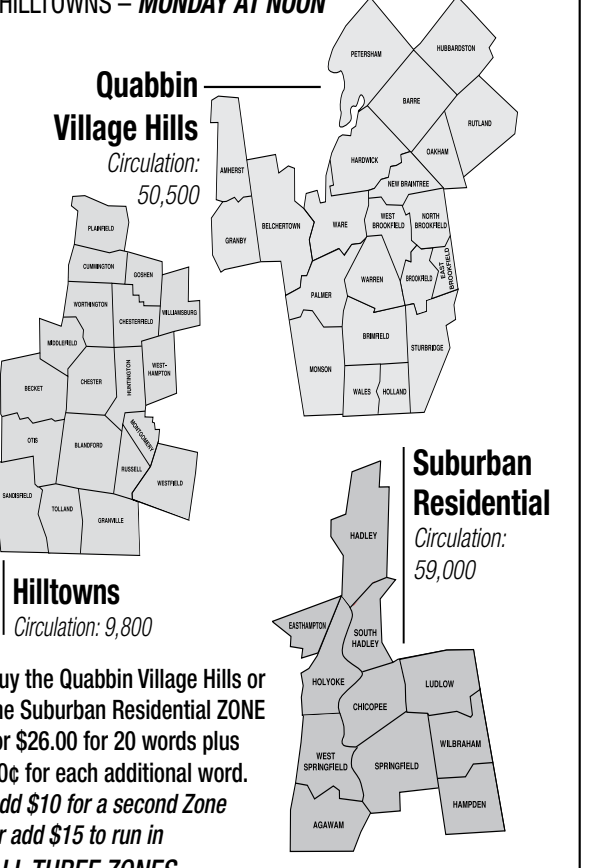 HILLTOWNS – MONDAY AT NOON
Quabbin
Village Hills
Circulation:
50,500
PETERSHAM
HUBBARDSTON
BARRE
RUTLAND
HARDWICK
OAKHAM
NEW BRAINTREE
AMHERST
GRANBY
BELCHERTOWN
WARE
WEST
BROOKFIELD
NORTH
BROOKFIELD
EAST
BROOKFIELD
BROOKFIELD
WARREN
PALMER
BRIMFIELD
STURBRIDGE
MONSON
WALES
HOLLAND
PLAINFIELD
CUMMINGTON
GOSHEN
WORTHINGTON
CHESTERFIELD
WILLIAMSBURG
MIDDLEFIELD
BECKET
CHESTER
HUNTINGTON
WEST-
HAMPTON
MONTGOMERY
OTIS
BLANDFORD
RUSSELL
WESTFIELD
SANDISFIELD
TOLLAND
GRANVILLE
Hilltowns
Circulation: 9,800
Suburban
Residential
Circulation:
59,000
HADLEY
EASTHAMPTON
SOUTH
HADLEY
HOLYOKE
CHICOPEE
LUDLOW
WEST
SPRINGFIELD
SPRINGFIELD
WILBRAHAM
AGAWAM
HAMPDEN
uy the Quabbin Village Hills or
he Suburban Residential ZONE
or $26.00 for 20 words plus
0¢ for each additional word.
dd $10 for a second Zone
r add $15 to run in
ALL THREE ZONES